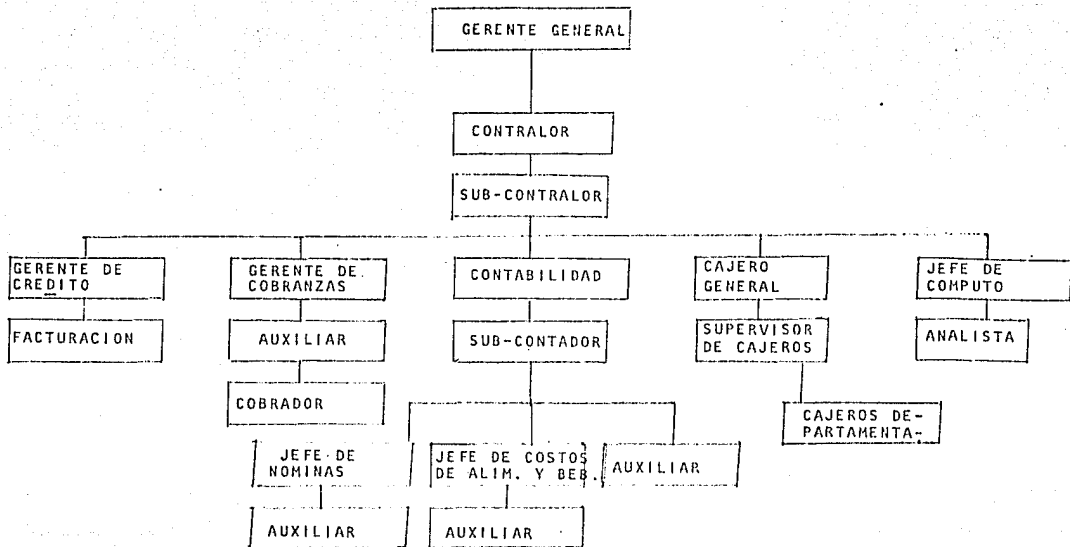 GERENTE GENERAL
CONTRALOR
SUB-CONTRALOR
GERENTE DE
CREDITO
GERENTE DE.
COBRANZAS
CONTABILIDAD
CAJERO
GENERAL
JEFE DE
COMPUTO
FACTURACION
AUXILIAR
SUB-CONTADOR
SUPERVISOR
DE CAJEROS
ANALISTA
COBRADOR
CAJEROS DE-
PARTAMENTA-
JEFE DE
NOMINAS
JEFE DE COSTOS
DE ALIM. Y BEB.
AUXILIAR
AUXILIAR
AUXILIAR